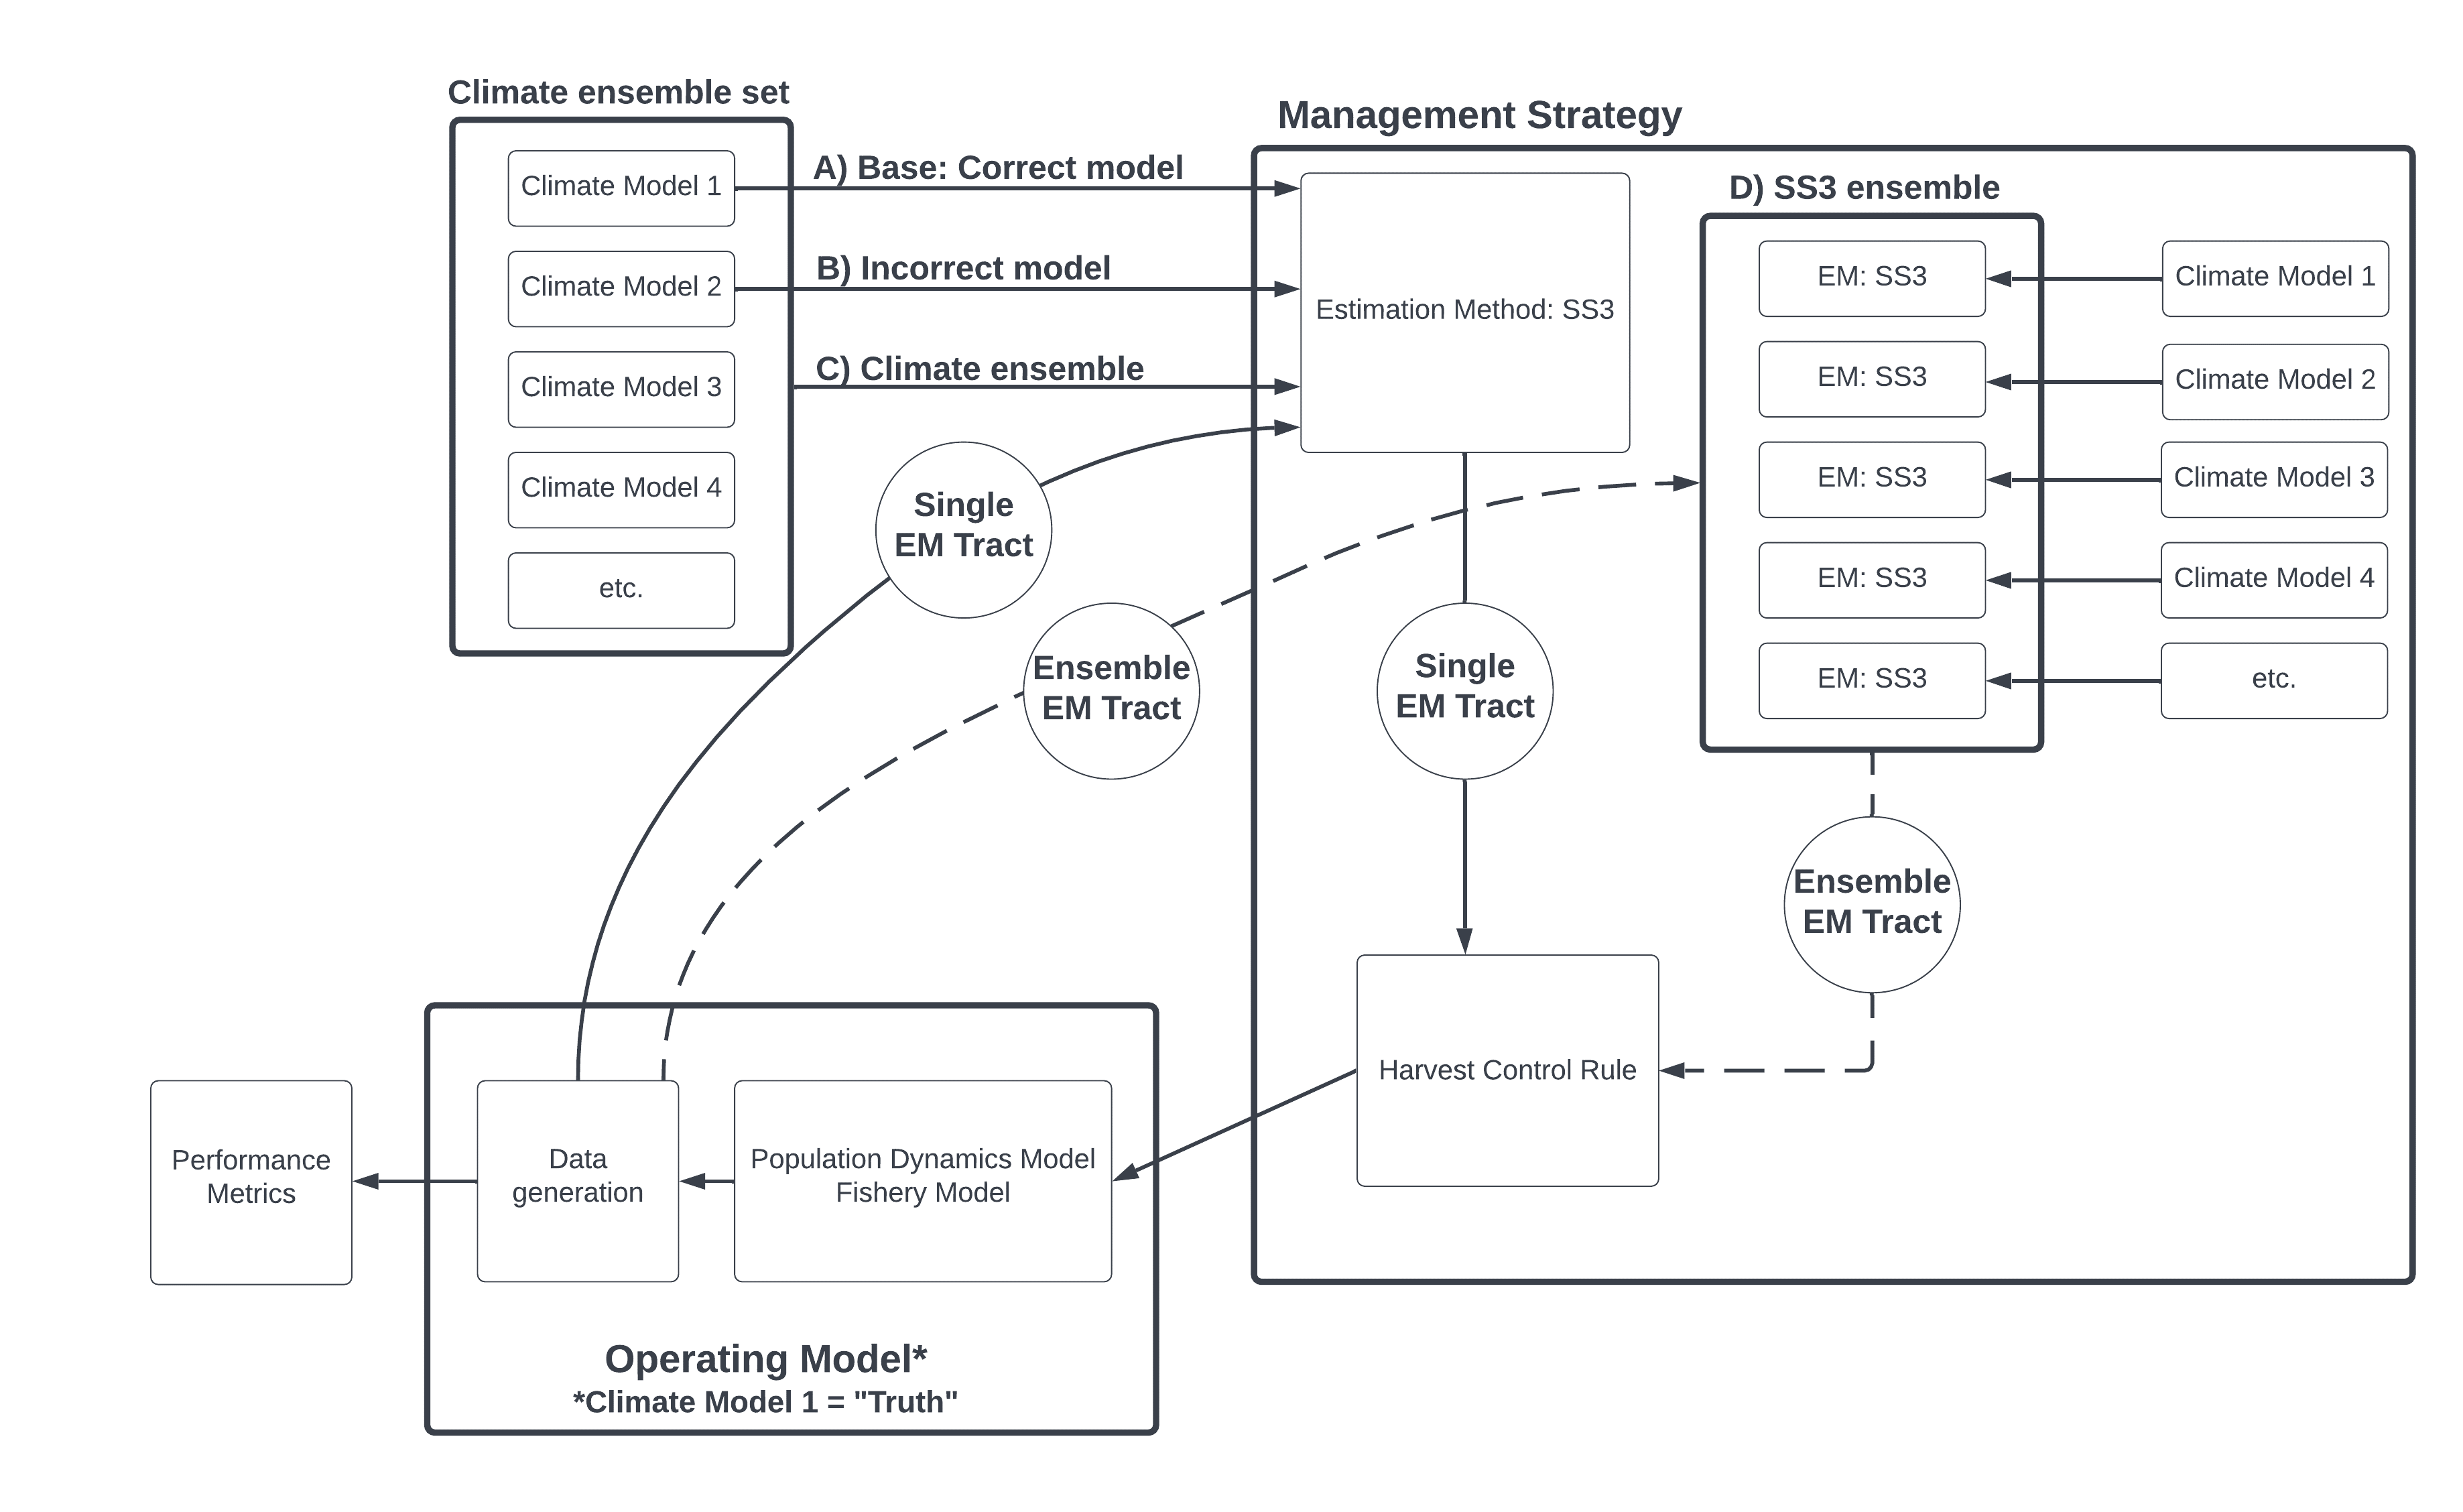 Climate ensemble set
Climate Model 1
Climate Model 2
Climate Model 3
Climate Model 4
etc.
A) Base: Correct model
B) Incorrect model
C) Climate ensemble
Single
EM Tract
Ensemble
EM Tract
Management Strategy
Estimation Method: SS3
Single
EM Tract
Harvest Control Rule
D) SS3 ensemble
EM: SS3
EM: SS3
EM: SS3
EM: SS3
EM: SS3
Climate Model 1
Climate Model 2
Climate Model 3
Climate Model 4
etc.
Ensemble
EM Tract
Performance
Metrics
Data
generation
Population Dynamics Model
Fishery Model
Operating Model*
*Climate Model 1 = "Truth"